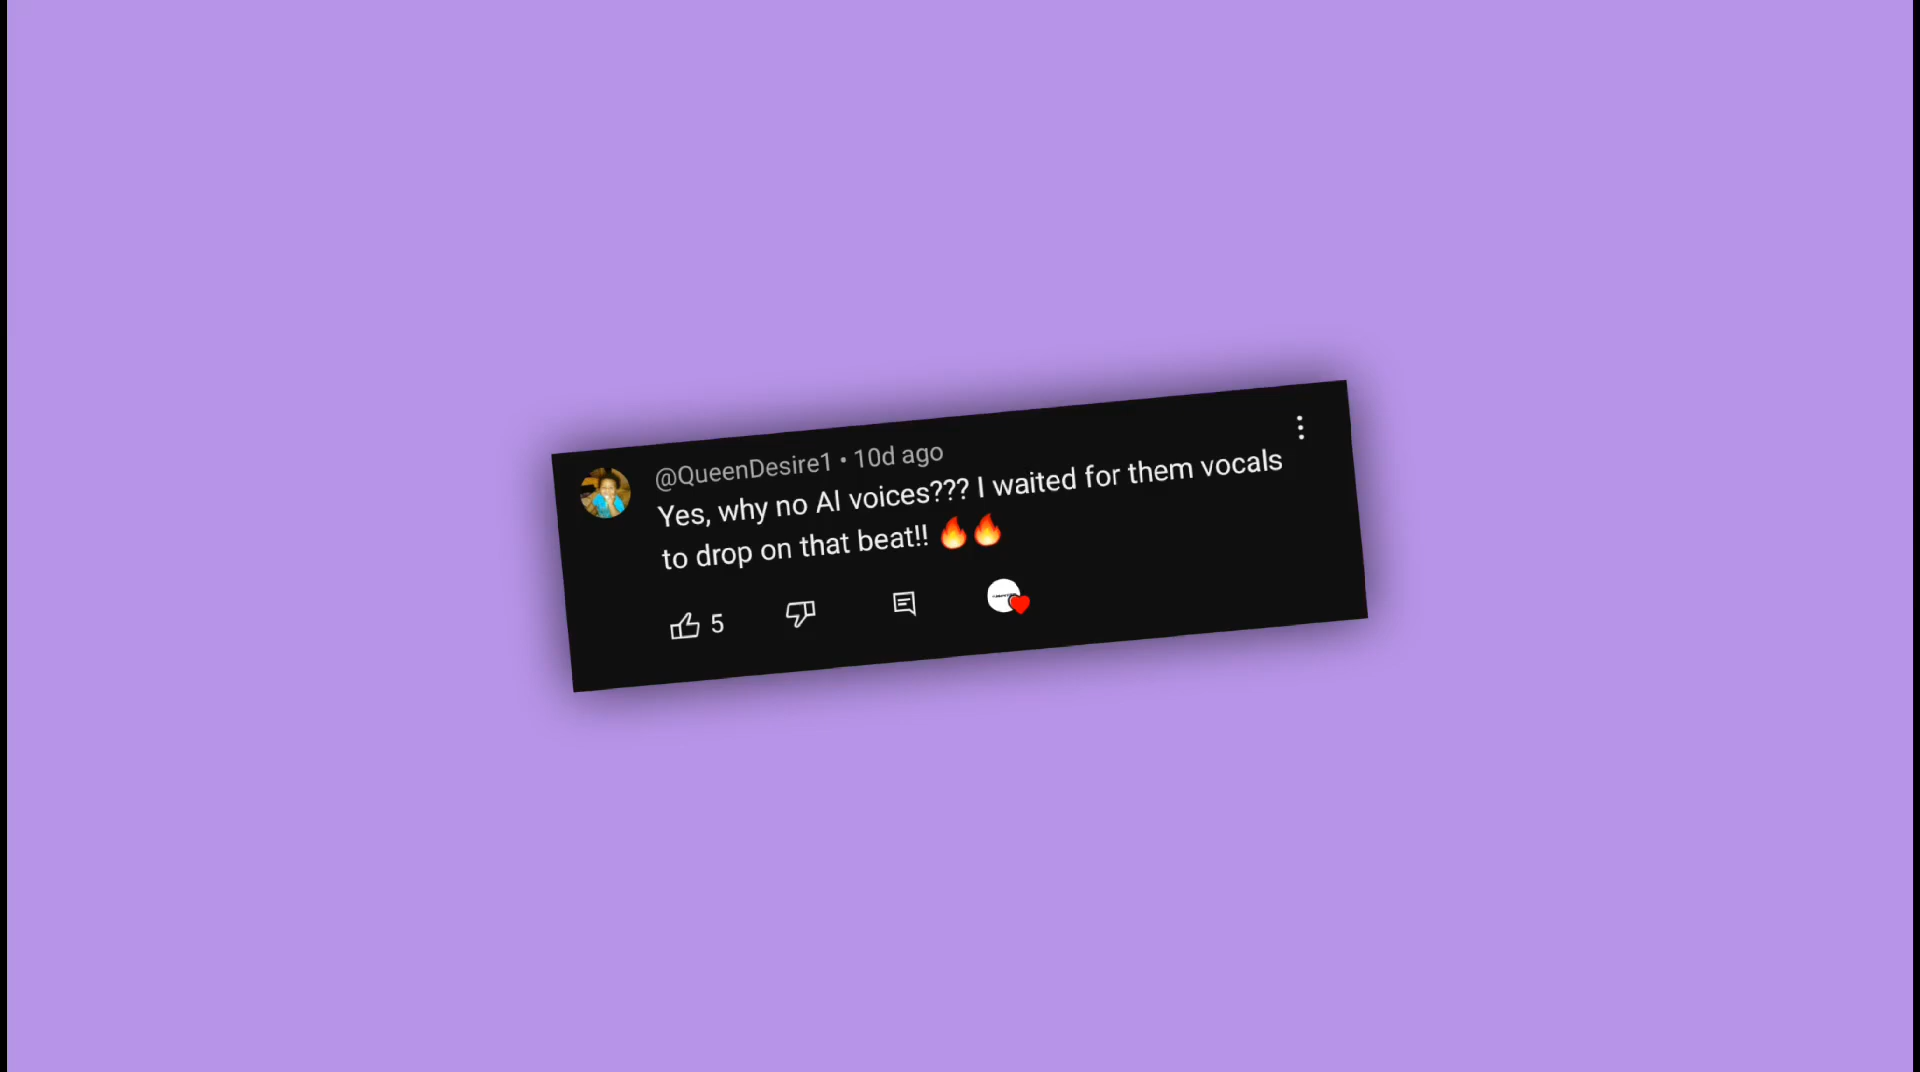 @QueenDesire1 • 10d ago
Yes, why no AI voices??? I waited for them vocals
to drop on that beat!! 🔥🔥
5